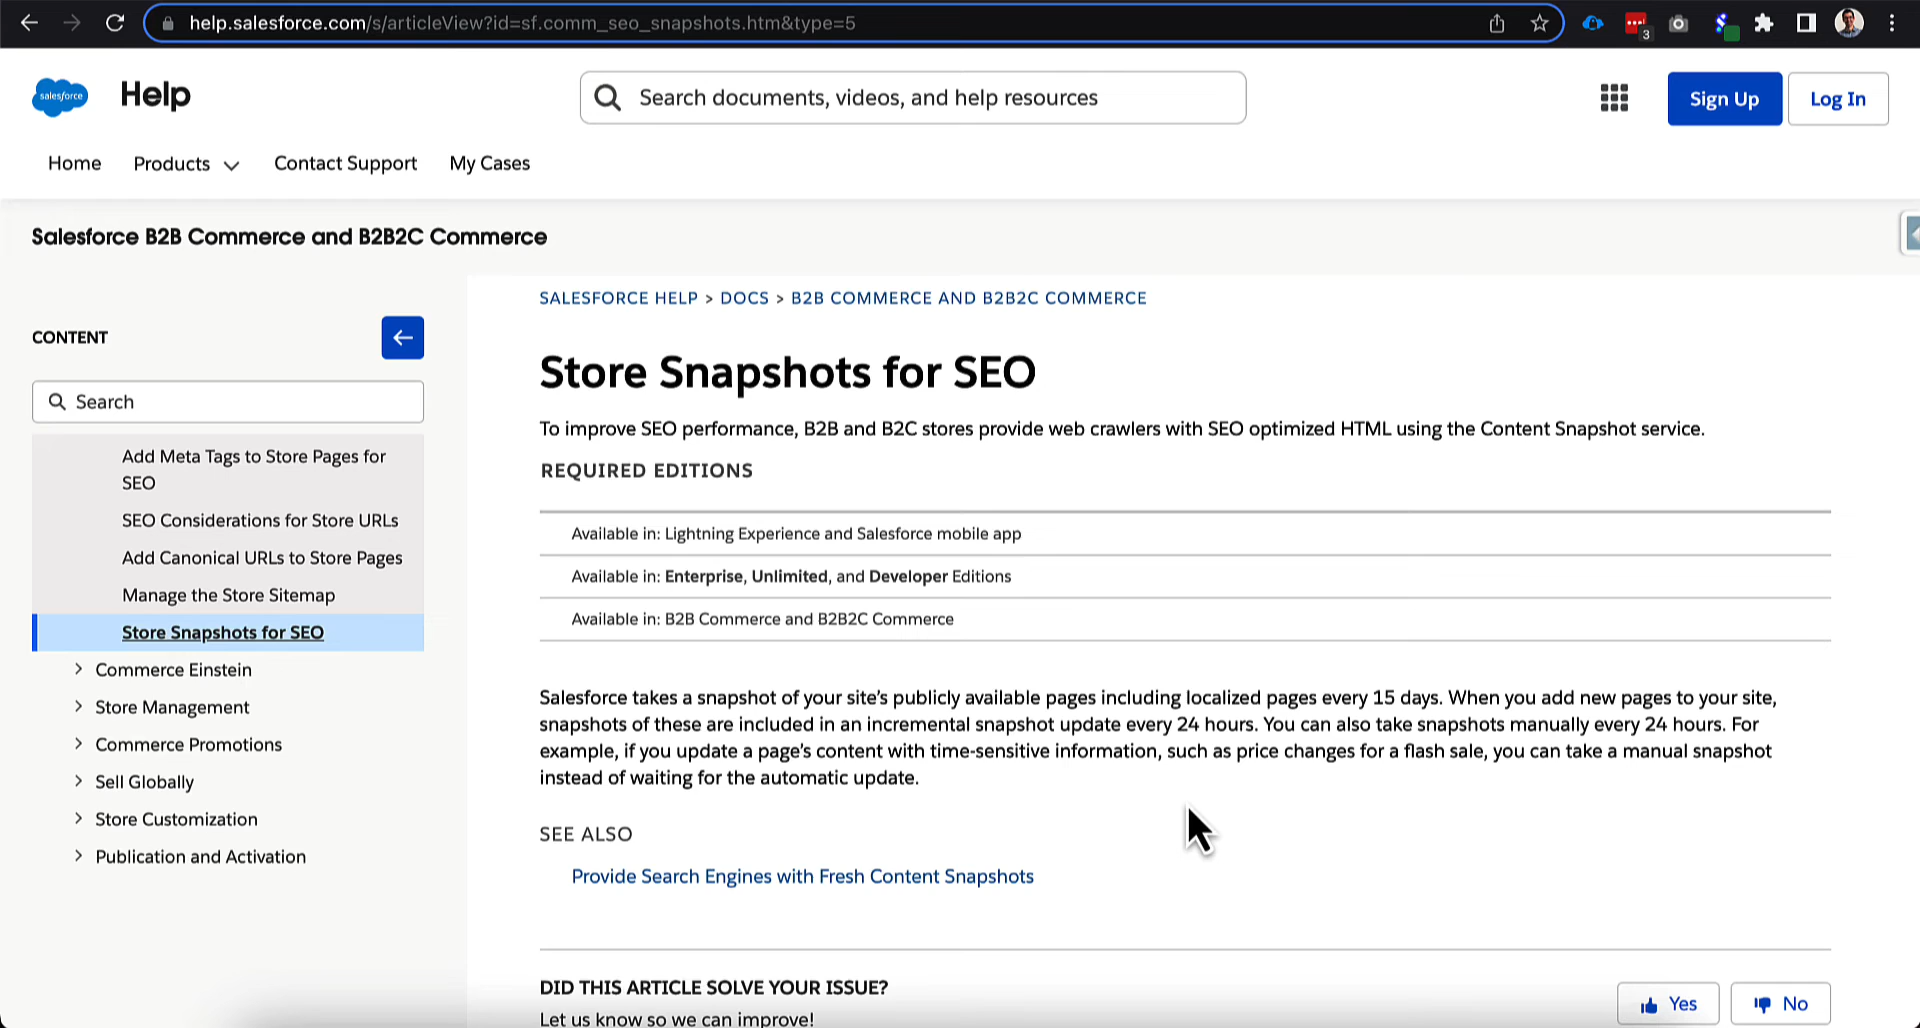 help.salesforce.com/s/articleView?id=sf.comm_seo_snapshots.htm&type=5
3
salesforce
Help
Search documents, videos, and help resources
Sign Up
Log In
Home
Products
Contact Support
My Cases
Salesforce B2B Commerce and B2B2C Commerce
CONTENT
Search
Add Meta Tags to Store Pages for
SEO
SEO Considerations for Store URLs
Add Canonical URLs to Store Pages
Manage the Store Sitemap
Store Snapshots for SEO
Commerce Einstein
Store Management
Commerce Promotions
Sell Globally
Store Customization
Publication and Activation
SALESFORCE HELP > DOCS > B2B COMMERCE AND B2B2C COMMERCE
Store Snapshots for SEO
To improve SEO performance, B2B and B2C stores provide web crawlers with SEO optimized HTML using the Content Snapshot service.
REQUIRED EDITIONS
Available in: Lightning Experience and Salesforce mobile app
Available in: Enterprise, Unlimited, and Developer Editions
Available in: B2B Commerce and B2B2C Commerce
Salesforce takes a snapshot of your site's publicly available pages including localized pages every 15 days. When you add new pages to your site,
snapshots of these are included in an incremental snapshot update every 24 hours. You can also take snapshots manually every 24 hours. For
example, if you update a page's content with time-sensitive information, such as price changes for a flash sale, you can take a manual snapshot
instead of waiting for the automatic update.
SEE ALSO
Provide Search Engines with Fresh Content Snapshots
DID THIS ARTICLE SOLVE YOUR ISSUE?
Let us know so we can improve!
Yes
No